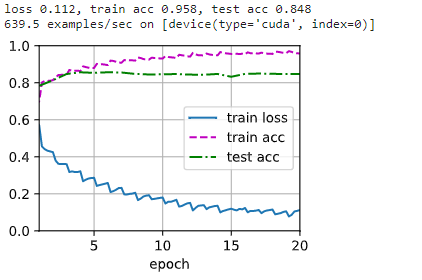 loss 0.112, train acc 0.958, test acc 0.848
639.5 examples/sec on [device(type='cuda', index=0)]
1.0
0.8
0.6
0.4
0.2
0.0
train loss
train acc
test acc
5
10
15
20
epoch